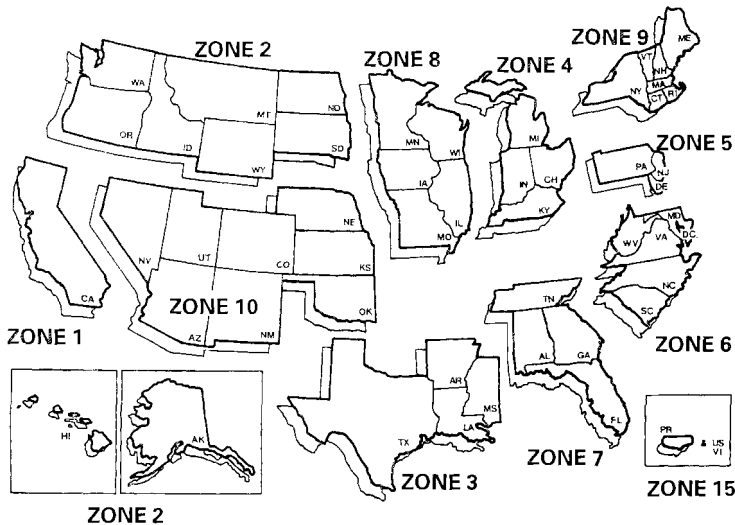 ZONE 2
WA
MT
ND
OR
ID
SD
WY
ZONE 8
MN
WI
IA
IL
MO
ZONE 4
MI
IN
OH
KY
ZONE 9
ME
VT
NH
NY
MA
CT
RI
ZONE 5
PA
NJ
DE
CA
ZONE 1
NE
NV
UT
CO
KS
ZONE 10
OK
AZ
NM
MD
WV
VA
DC
NC
SC
ZONE 6
TN
AL
GA
FL
ZONE 7
AR
MS
LA
TX
ZONE 3
HI
AK
ZONE 2
PR
US
VI
ZONE 15